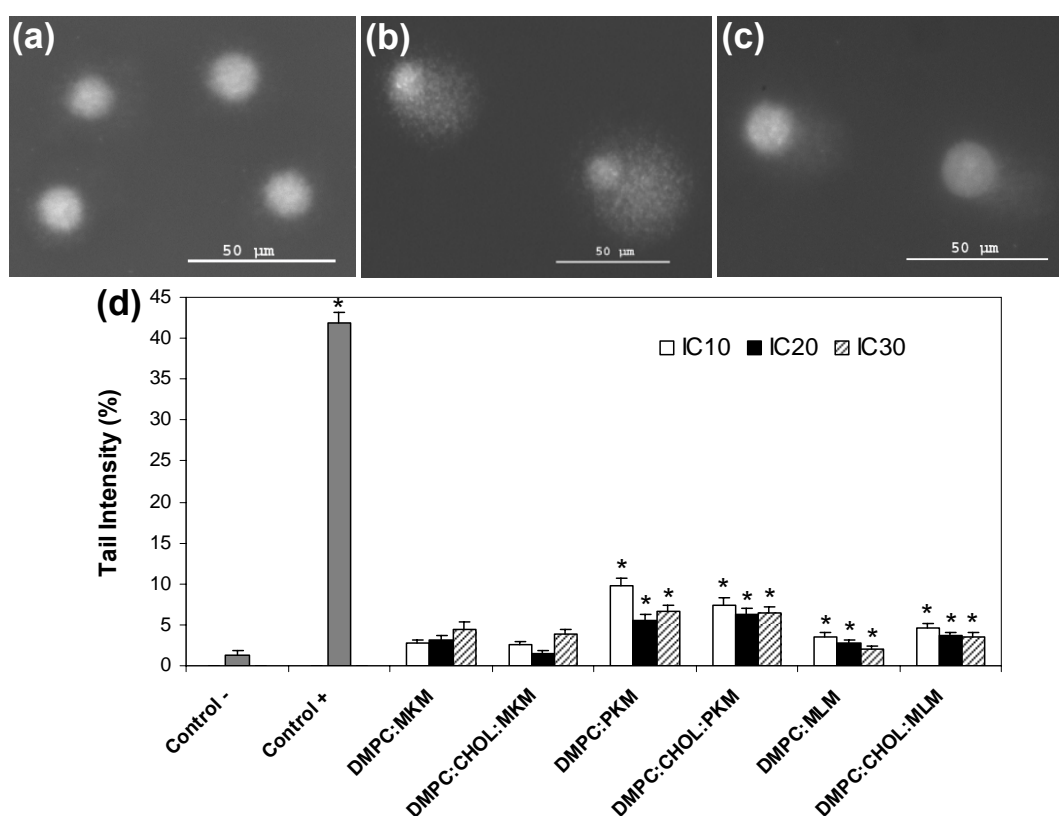 (a)
(b)
(c)
50 µm
50 µm
50 µm
(d)
Tail Intensity (%)
45
40
35
30
25
20
15
10
5
0
IC10 IC20 IC30
*
* * *
* * *
* * *
* * *
Control -
Control +
DMPC:MKM
DMPC:CHOL:MKM
DMPC:PKM
DMPC:CHOL:PKM
DMPC:MLM
DMPC:CHOL:MLM